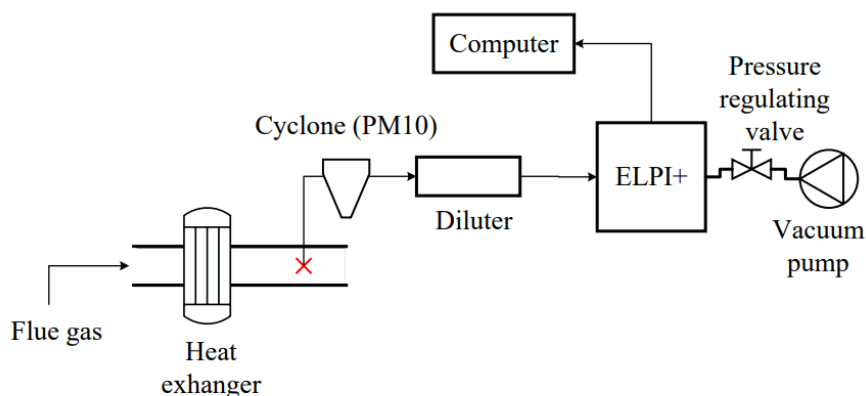 Computer
Pressure
regulating
valve
Cyclone (PM10)
ELPI+
Diluter
Vacuum
pump
Flue gas
Heat
exhanger